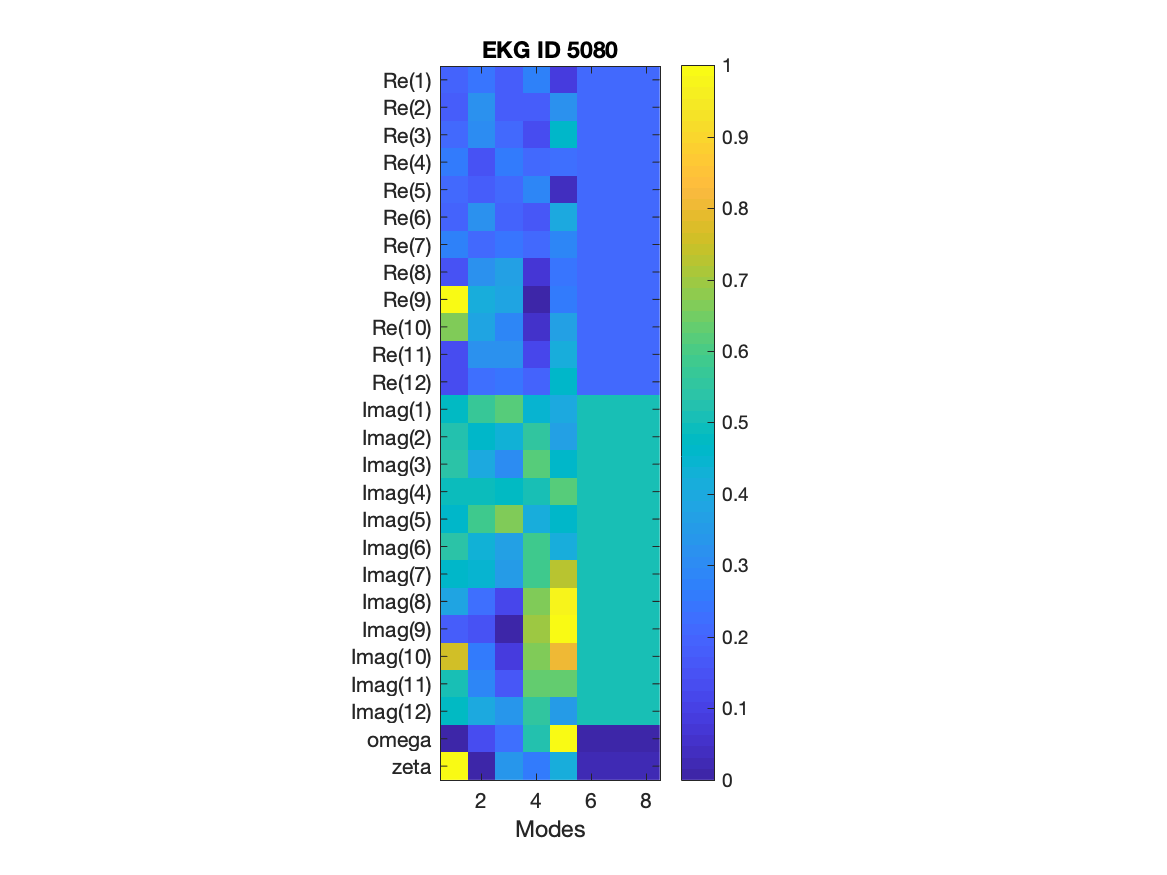 EKG ID 5080
Re(1)
Re(2)
Re(3)
Re(4)
Re(5)
Re(6)
Re(7)
Re(8)
Re(9)
Re(10)
Re(11)
Re(12)
Imag(1)
Imag(2)
Imag(3)
Imag(4)
Imag(5)
Imag(6)
Imag(7)
Imag(8)
Imag(9)
Imag(10)
Imag(11)
Imag(12)
omega
zeta
2 4 6 8
Modes
1
0.9
0.8
0.7
0.6
0.5
0.4
0.3
0.2
0.1
0